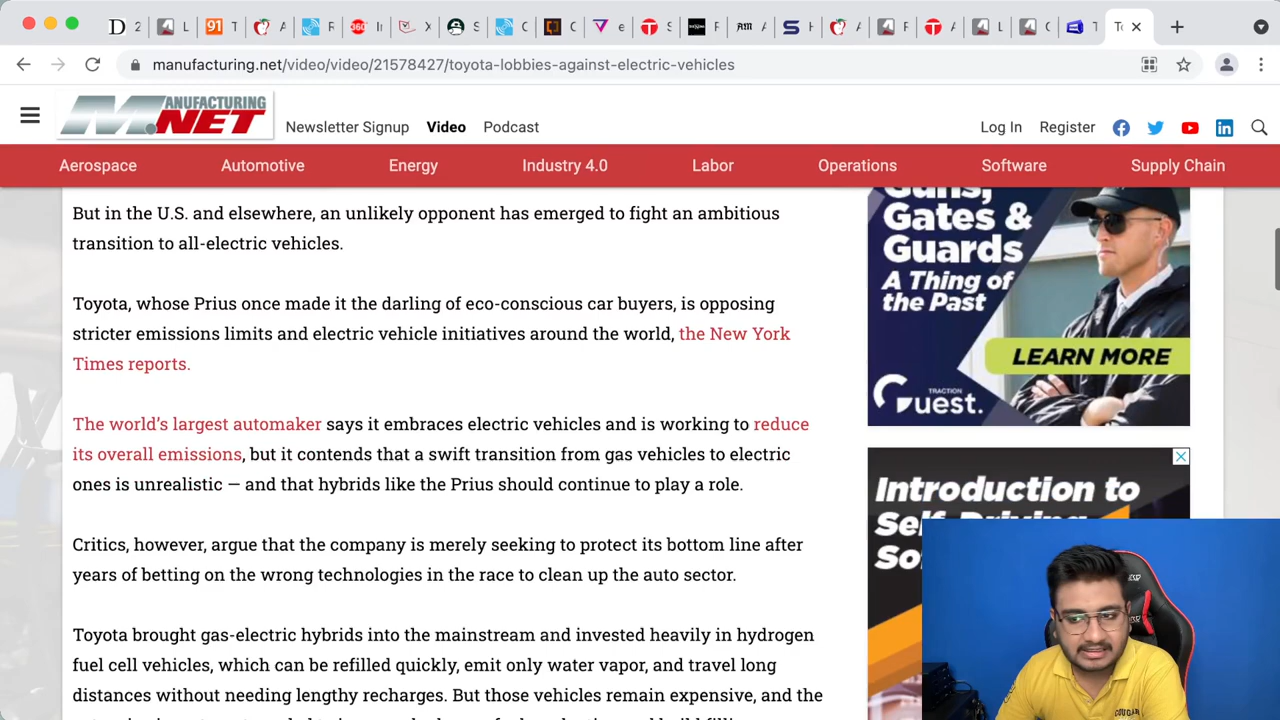 D 2 L 91 T A R 360 Ir X S C e S F A S A F A L C T To
manufacturing.net/video/video/21578427/toyota-lobbies-against-electric-vehicles
MANUFACTURING
.NET
Newsletter Signup Video Podcast
Log In Register
Aerospace Automotive Energy Industry 4.0 Labor Operations Software Supply Chain
But in the U.S. and elsewhere, an unlikely opponent has emerged to fight an ambitious
transition to all-electric vehicles.
Toyota, whose Prius once made it the darling of eco-conscious car buyers, is opposing
stricter emissions limits and electric vehicle initiatives around the world, the New York
Times reports.
The world's largest automaker says it embraces electric vehicles and is working to reduce
its overall emissions, but it contends that a swift transition from gas vehicles to electric
ones is unrealistic — and that hybrids like the Prius should continue to play a role.
Critics, however, argue that the company is merely seeking to protect its bottom line after
years of betting on the wrong technologies in the race to clean up the auto sector.
Toyota brought gas-electric hybrids into the mainstream and invested heavily in hydrogen
fuel cell vehicles, which can be refilled quickly, emit only water vapor, and travel long
distances without needing lengthy recharges. But those vehicles remain expensive, and the
Guns,
Gates &
Guards
A Thing of
the Past
LEARN MORE
TRACTION
Guest.
Introduction to
Self-Driving
So
COUGAR